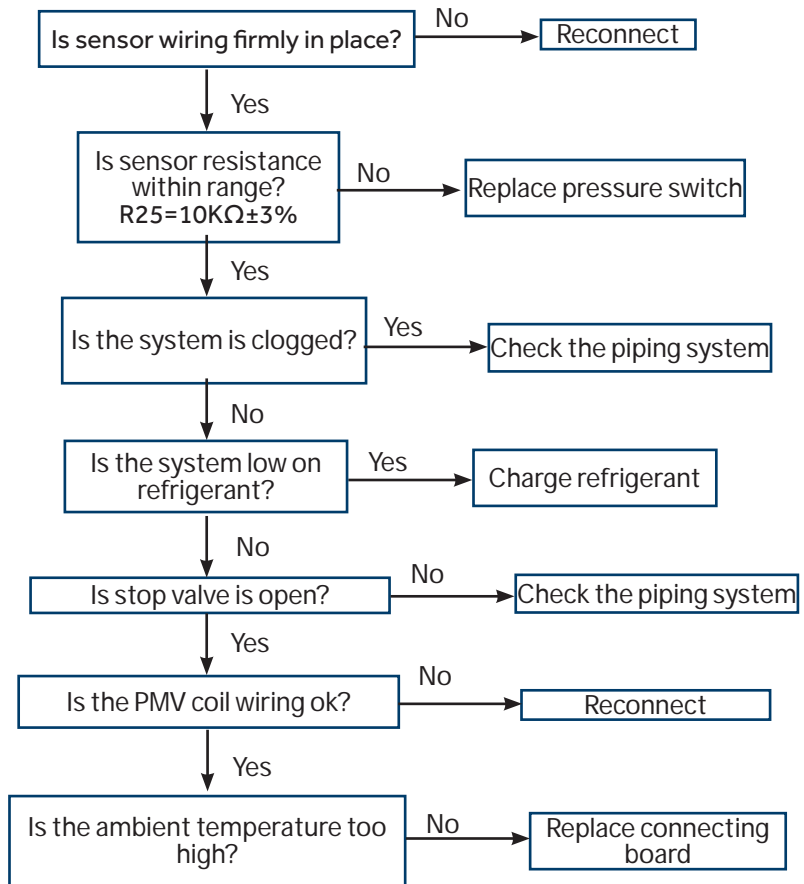 Is sensor wiring firmly in place?
No
Reconnect
Yes
Is sensor resistance
within range?
R25=10KΩ±3%
No
Replace pressure switch
Yes
Is the system is clogged?
Yes
Check the piping system
No
Is the system low on
refrigerant?
Yes
Charge refrigerant
No
Is stop valve is open?
No
Check the piping system
Yes
Is the PMV coil wiring ok?
No
Reconnect
Yes
Is the ambient temperature too
high?
No
Replace connecting
board